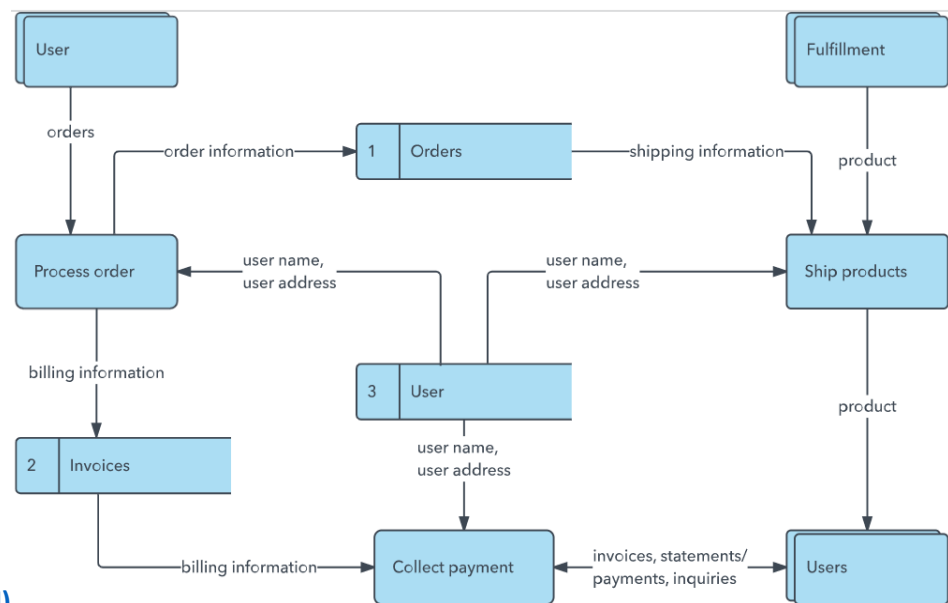 User
Fulfillment
orders
order information
1 Orders
shipping information
product
Process order
user name,
user address
user name,
user address
Ship products
billing information
3 User
product
user name,
user address
2 Invoices
billing information
Collect payment
invoices, statements/
payments, inquiries
Users